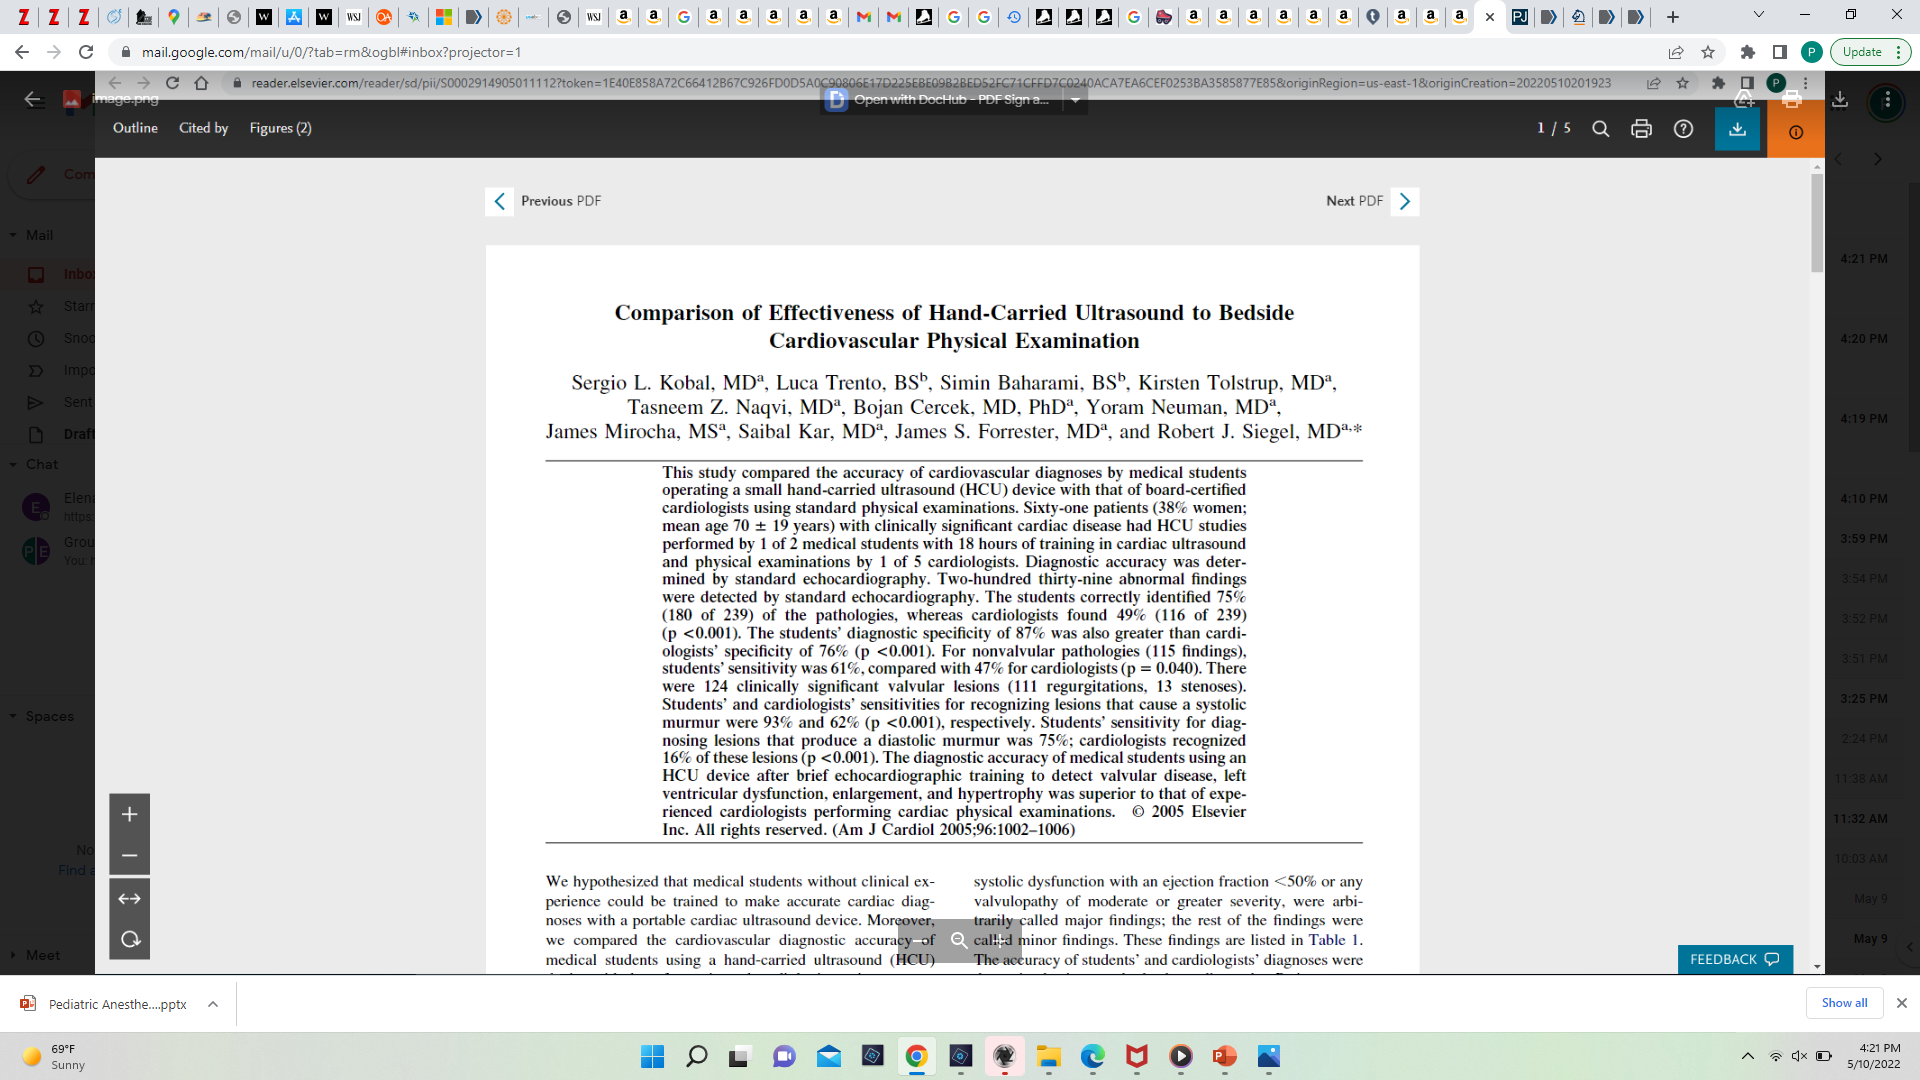 mail.google.com/mail/u/0/?tab=rm&ogbl#inbox?projector=1
Update
image.png
Open with DocHub - PDF Sign a...
Outline
Cited by
Figures (2)
1 / 5
Previous PDF
Next PDF
Comparison of Effectiveness of Hand-Carried Ultrasound to Bedside
Cardiovascular Physical Examination
Sergio L. Kobal, MDa, Luca Trento, BSb, Simin Baharami, BSb, Kirsten Tolstrup, MDa,
Tasneem Z. Naqvi, MDa, Bojan Cercek, MD, PhDa, Yoram Neuman, MDa,
James Mirocha, MSa, Saibal Kar, MDa, James S. Forrester, MDa, and Robert J. Siegel, MDa,*
This study compared the accuracy of cardiovascular diagnoses by medical students
operating a small hand-carried ultrasound (HCU) device with that of board-certified
cardiologists using standard physical examinations. Sixty-one patients (38% women;
mean age 70 ± 19 years) with clinically significant cardiac disease had HCU studies
performed by 1 of 2 medical students with 18 hours of training in cardiac ultrasound
and physical examinations by 1 of 5 cardiologists. Diagnostic accuracy was deter-
mined by standard echocardiography. Two-hundred thirty-nine abnormal findings
were detected by standard echocardiography. The students correctly identified 75%
(180 of 239) of the pathologies, whereas cardiologists found 49% (116 of 239)
(p <0.001). The students' diagnostic specificity of 87% was also greater than cardi-
ologists' specificity of 76% (p <0.001). For nonvalvular pathologies (115 findings),
students' sensitivity was 61%, compared with 47% for cardiologists (p = 0.040). There
were 124 clinically significant valvular lesions (111 regurgitations, 13 stenoses).
Students' and cardiologists' sensitivities for recognizing lesions that cause a systolic
murmur were 93% and 62% (p <0.001), respectively. Students' sensitivity for diag-
nosing lesions that produce a diastolic murmur was 75%; cardiologists recognized
16% of these lesions (p <0.001). The diagnostic accuracy of medical students using an
HCU device after brief echocardiographic training to detect valvular disease, left
ventricular dysfunction, enlargement, and hypertrophy was superior to that of expe-
rienced cardiologists performing cardiac physical examinations. © 2005 Elsevier
Inc. All rights reserved. (Am J Cardiol 2005;96:1002–1006)
We hypothesized that medical students without clinical ex-
perience could be trained to make accurate cardiac diag-
noses with a portable cardiac ultrasound device. Moreover,
we compared the cardiovascular diagnostic accuracy of
medical students using a hand-carried ultrasound (HCU)
systolic dysfunction with an ejection fraction <50% or any
valvulopathy of moderate or greater severity, were arbi-
trarily called major findings; the rest of the findings were
called minor findings. These findings are listed in Table 1.
The accuracy of students' and cardiologists' diagnoses were
FEEDBACK
Mail
Inbo
Starr
Snoo
Impo
Sent
Draft
Chat
Elena
https:
Grou
You,
Spaces
No
Find a
Meet
4:21 PM
4:20 PM
4:19 PM
4:10 PM
3:59 PM
3:54 PM
3:52 PM
3:51 PM
3:25 PM
2:24 PM
11:38 AM
11:32 AM
10:03 AM
May 9
May 9
Pediatric Anesthe....pptx
Show all
69°F
Sunny
4:21 PM
5/10/2022